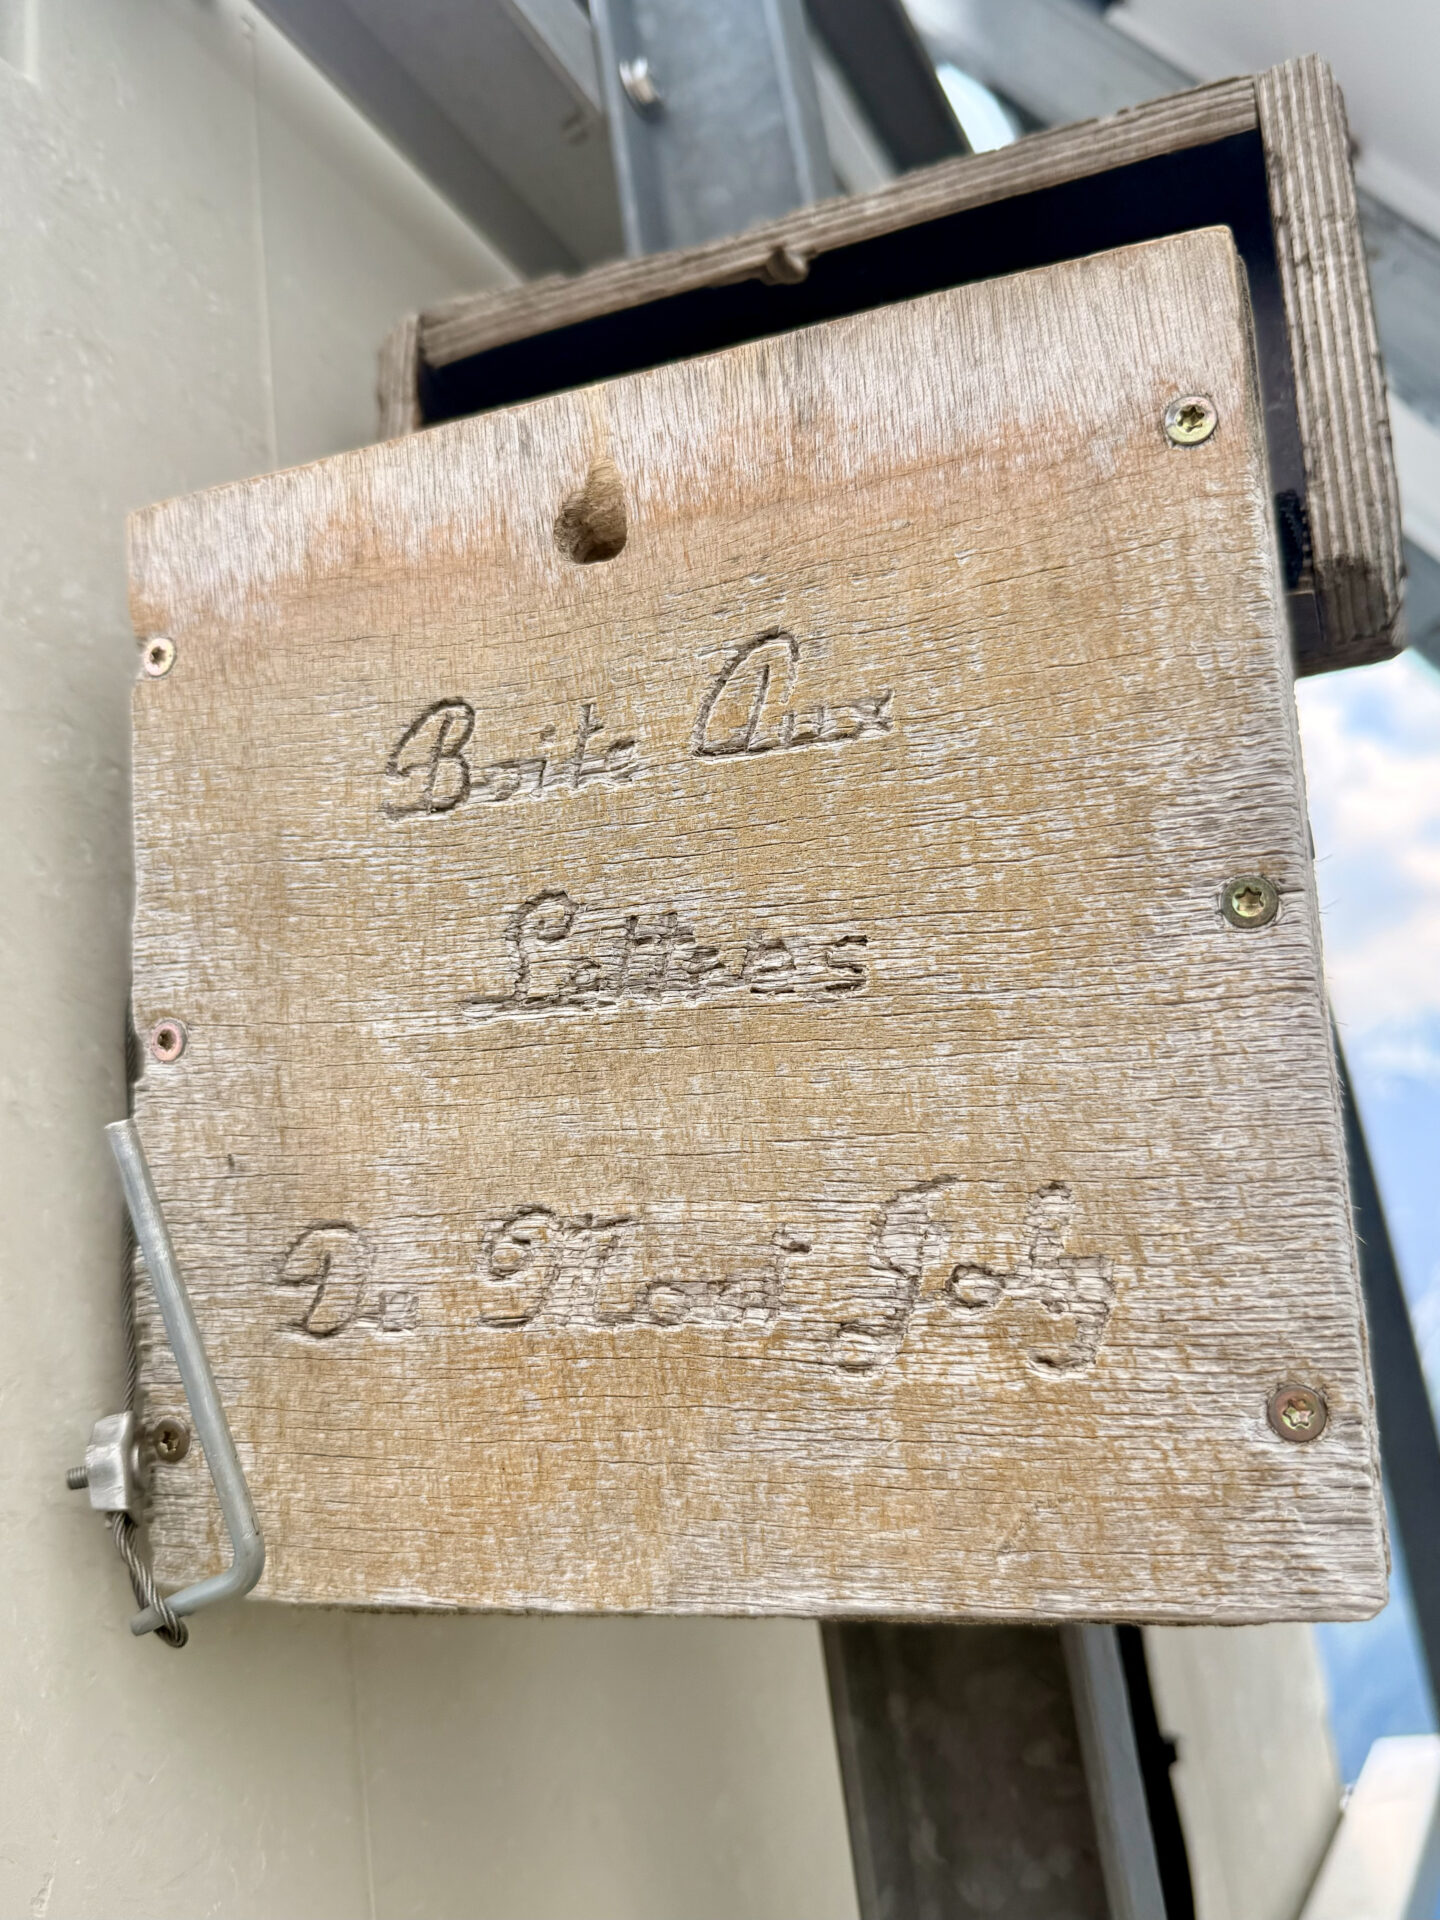 Boite Aux
Lettres
Du Mont Joly